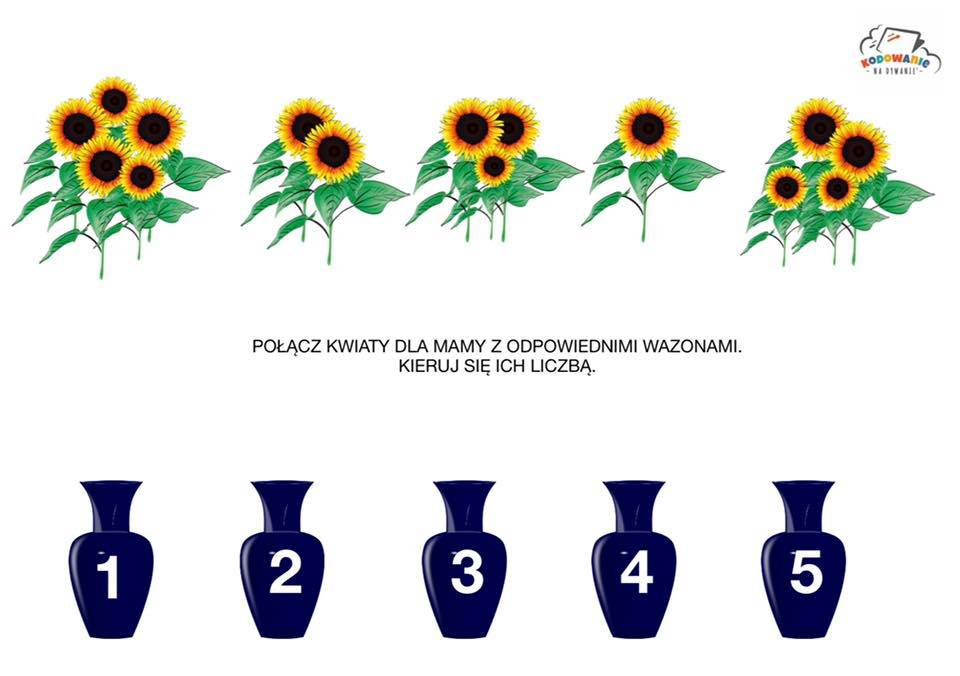 KODOWANIE
- NA DYWANIE -
POŁĄCZ KWIATY DLA MAMY Z ODPOWIEDNIMI WAZONAMI.
KIERUJ SIĘ ICH LICZBĄ.
1 2 3 4 5